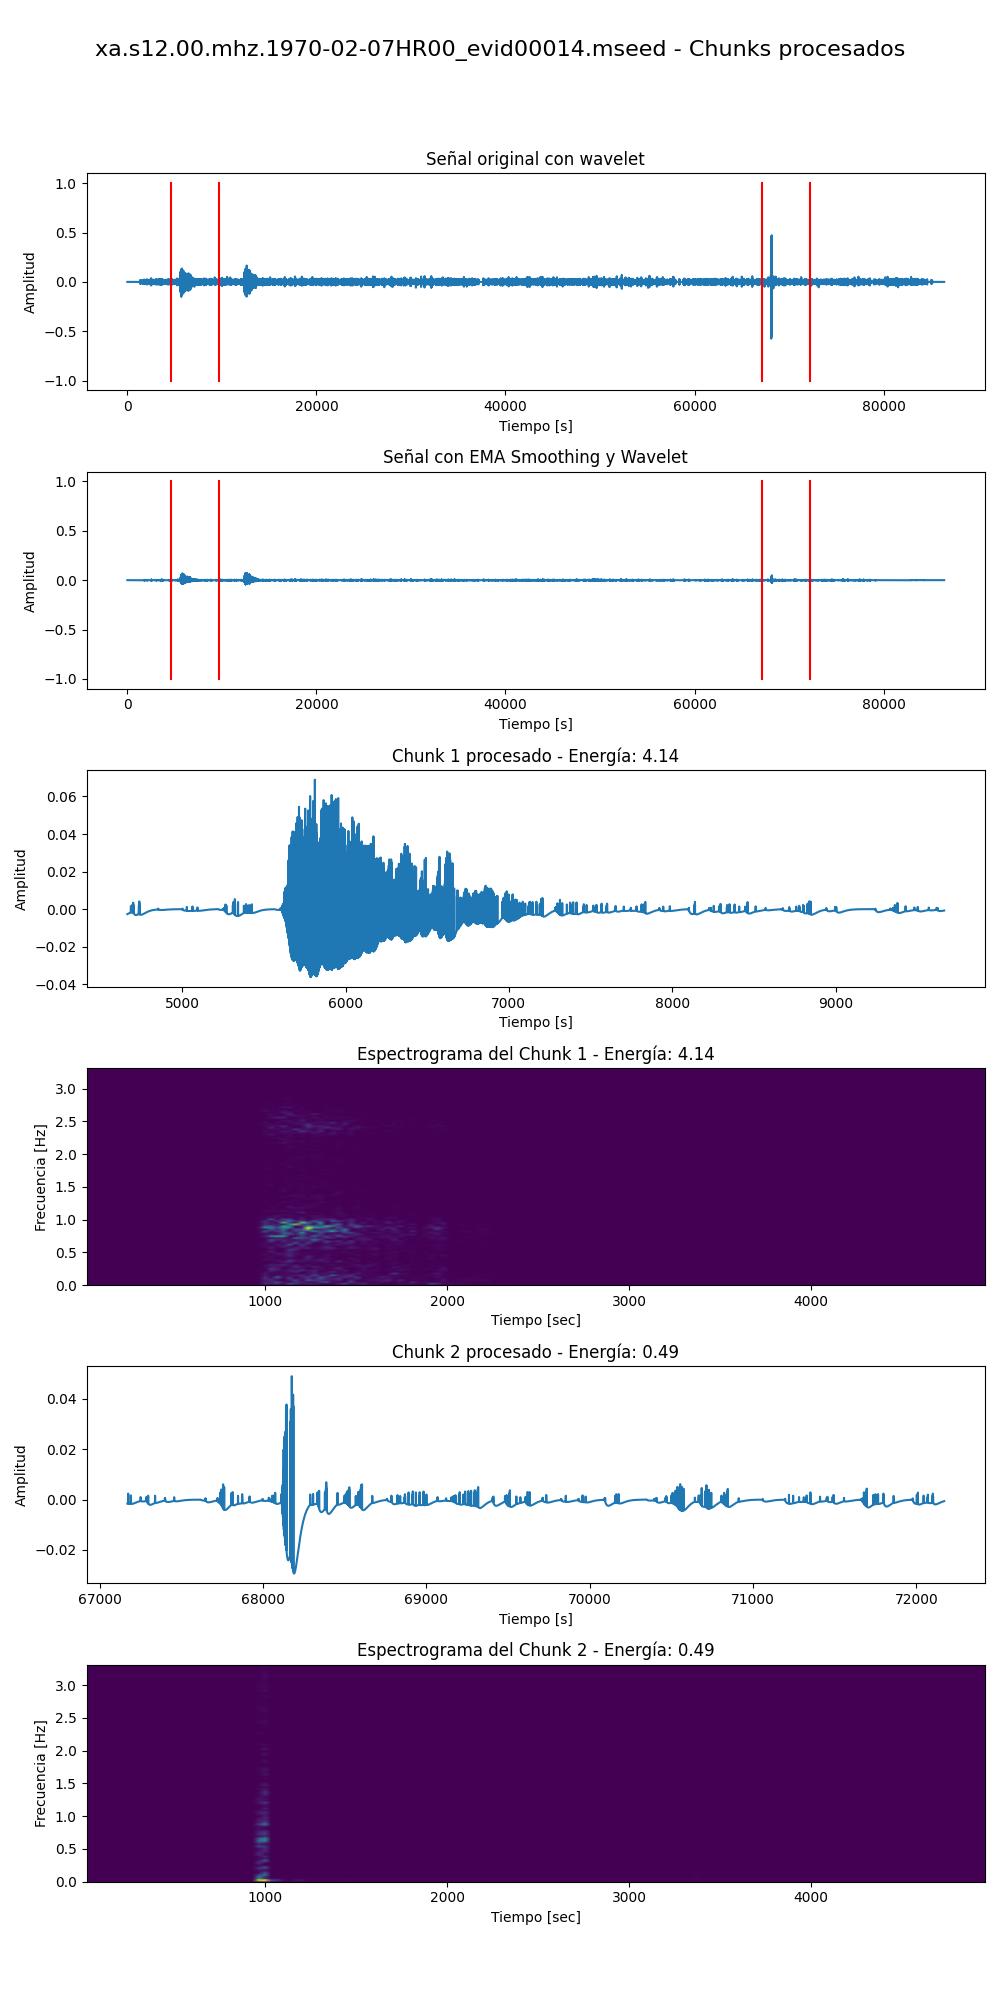 xa.s12.00.mhz.1970-02-07HR00_evid00014.mseed - Chunks procesados
Señal original con wavelet
1.0
0.5
0.0
−0.5
−1.0
Amplitud
0 20000 40000 60000 80000
Tiempo [s]
Señal con EMA Smoothing y Wavelet
1.0
0.5
0.0
−0.5
−1.0
Amplitud
0 20000 40000 60000 80000
Tiempo [s]
Chunk 1 procesado - Energía: 4.14
0.06
0.04
0.02
0.00
−0.02
−0.04
Amplitud
5000 6000 7000 8000 9000
Tiempo [s]
Espectrograma del Chunk 1 - Energía: 4.14
3.0
2.5
2.0
1.5
1.0
0.5
0.0
Frecuencia [Hz]
1000 2000 3000 4000
Tiempo [sec]
Chunk 2 procesado - Energía: 0.49
0.04
0.02
0.00
−0.02
Amplitud
67000 68000 69000 70000 71000 72000
Tiempo [s]
Espectrograma del Chunk 2 - Energía: 0.49
3.0
2.5
2.0
1.5
1.0
0.5
0.0
Frecuencia [Hz]
1000 2000 3000 4000
Tiempo [sec]